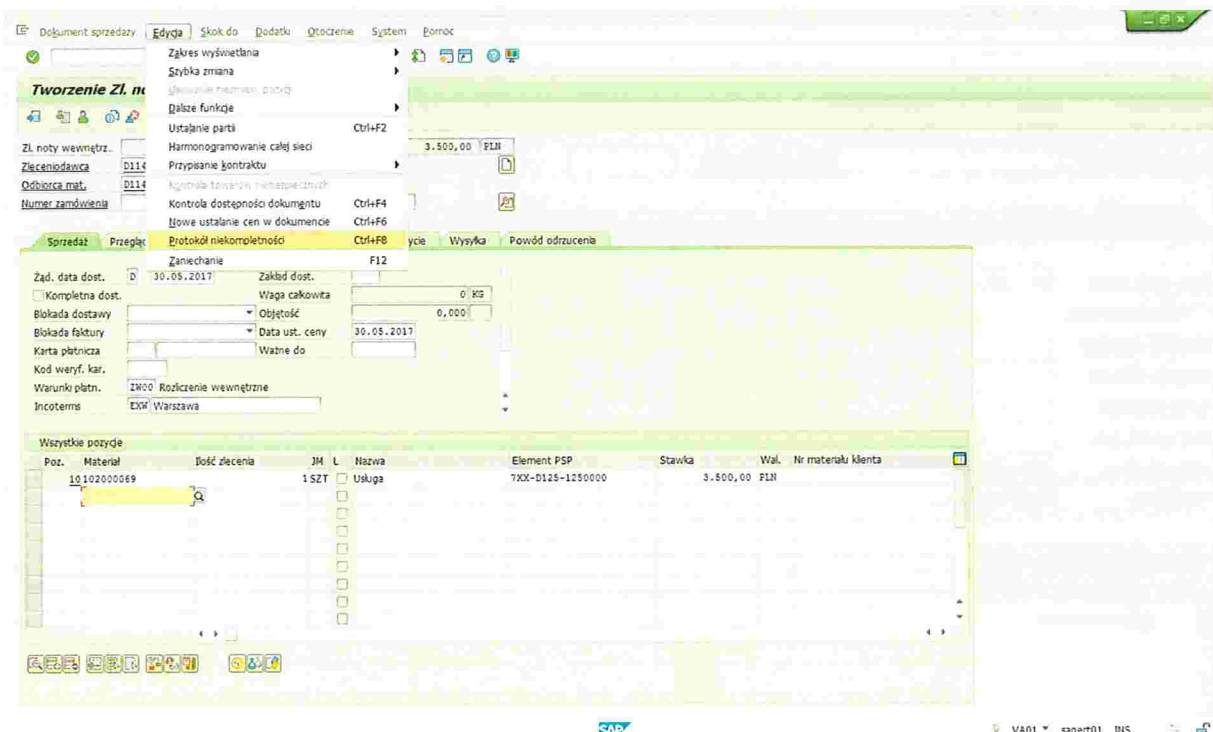 Dokument sprzedaży Edycja Skok do Dodatki Otoczenie System Pomoc
Zakres wyświetlania
Szybka zmiana
Tworzenie Zl. no
Dalsze funkcje
Ustalanie partii Ctrl+F2
Zl. noty wewnętrz.. Harmonogramowanie całej sieci 3.500,00 PLN
Zleceniodawca D114 Przypisanie kontraktu
Odbiorca mat. D114 Kontrola towarów niebezpiecznych
Numer zamówienia Kontrola dostępności dokumentu Ctrl+F4
Nowe ustalanie cen w dokumencie Ctrl+F6
Sprzedaż Przegląd Protokół niekompletności Ctrl+F8 ycie Wysyłka Powód odrzucenia
Zaniechanie F12
Żąd. data dost. D 30.05.2017 Zakład dost.
Kompletna dost. Waga całkowita 0 KG
Blokada dostawy Objętość 0,000
Blokada faktury Data ust. ceny 30.05.2017
Karta płatnicza Ważne do
Kod weryf. kar.
Warunki płatn. ZW00 Rozliczenie wewnętrzne
Incoterms EXW Warszawa
Wszystkie pozycje
Poz. Materiał Ilość zlecenia JM L Nazwa Element PSP Stawka Wal. Nr materiału klienta
10 102000069 1 SZT Usługa 7XX-D125-1250000 3.500,00 PLN
SAP
VA01 sapert01 INS